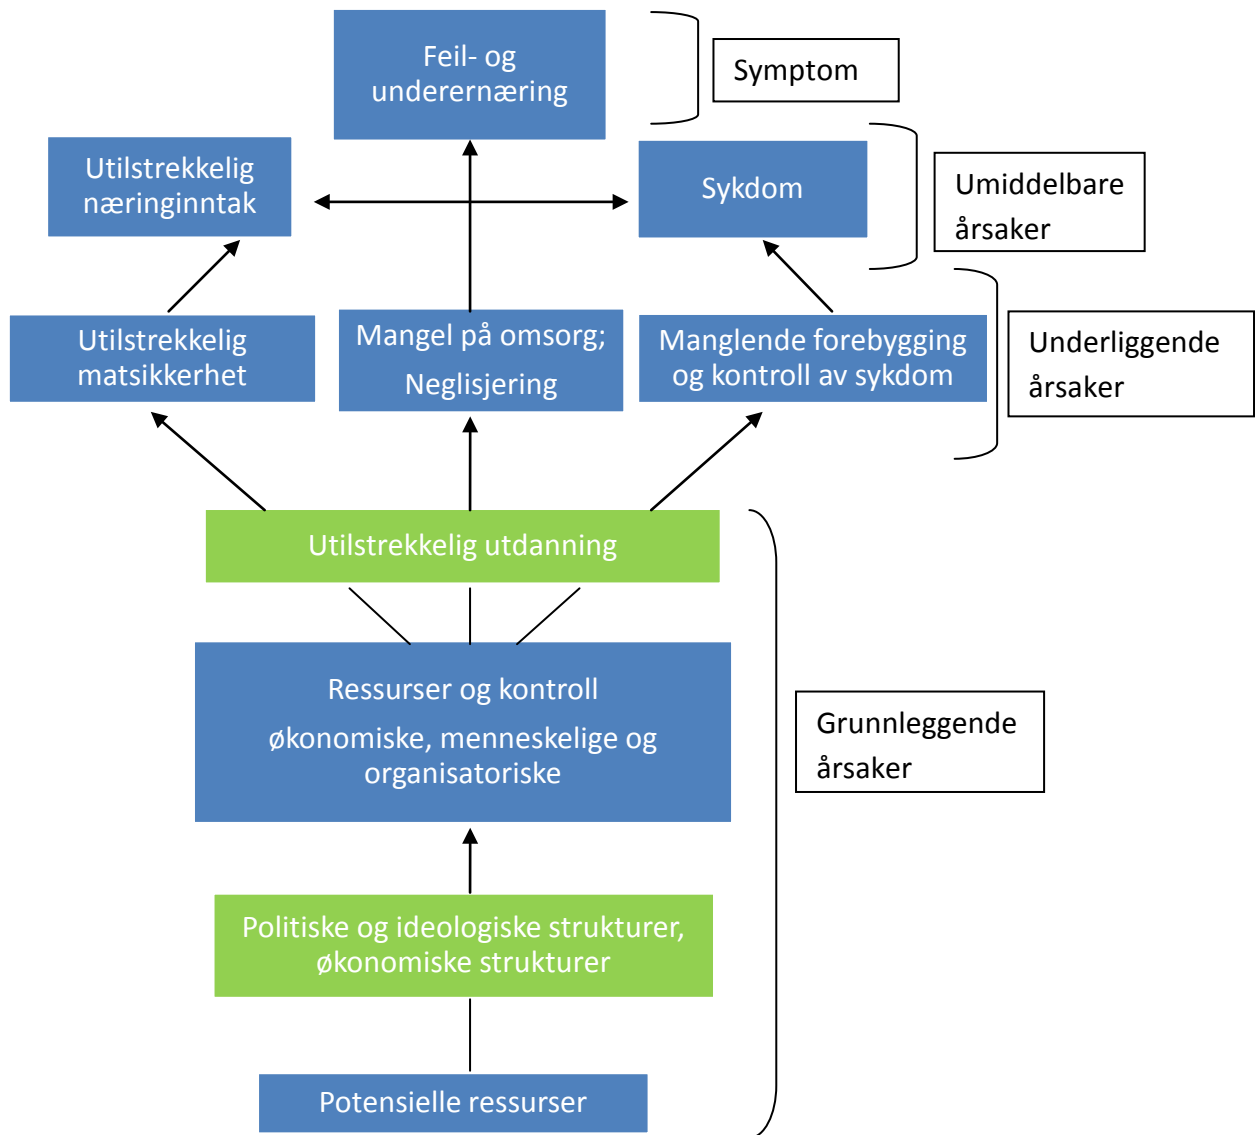 Feil- og
underernæring
Symptom
Utilstrekkelig
næringinntak
Sykdom
Umiddelbare
årsaker
Utilstrekkelig
matsikkerhet
Mangel på omsorg;
Neglisjering
Manglende forebygging
og kontroll av sykdom
Underliggende
årsaker
Utilstrekkelig utdanning
Ressurser og kontroll
økonomiske, menneskelige og
organisatoriske
Grunnleggende
årsaker
Politiske og ideologiske strukturer,
økonomiske strukturer
Potensielle ressurser